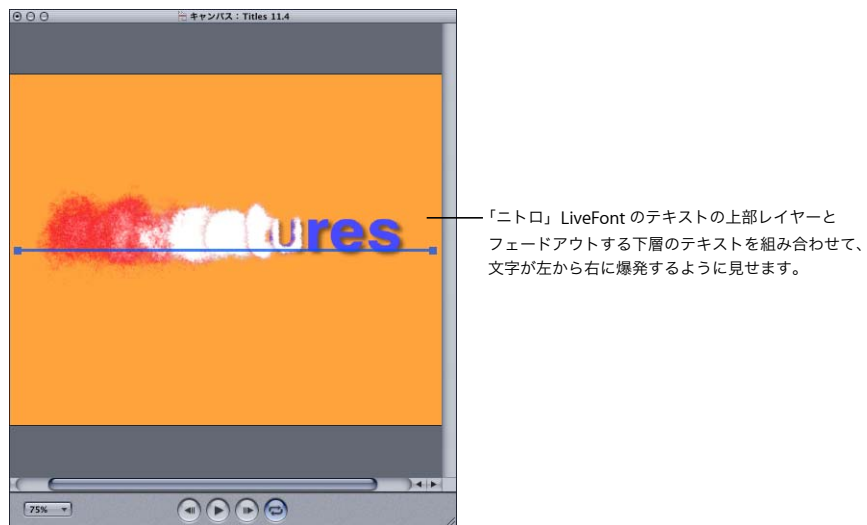 キャンバス：Titles 11.4
ures
「ニトロ」LiveFont のテキストの上部レイヤーと
フェードアウトする下層のテキストを組み合わせて、
文字が左から右に爆発するように見せます。
75%